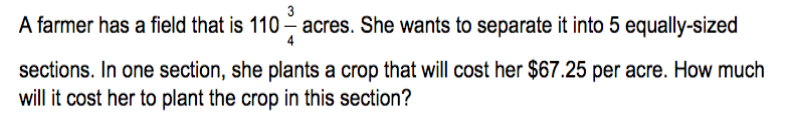 A farmer has a field that is 110 3/4 acres. She wants to separate it into 5 equally-sized
sections. In one section, she plants a crop that will cost her $67.25 per acre. How much
will it cost her to plant the crop in this section?